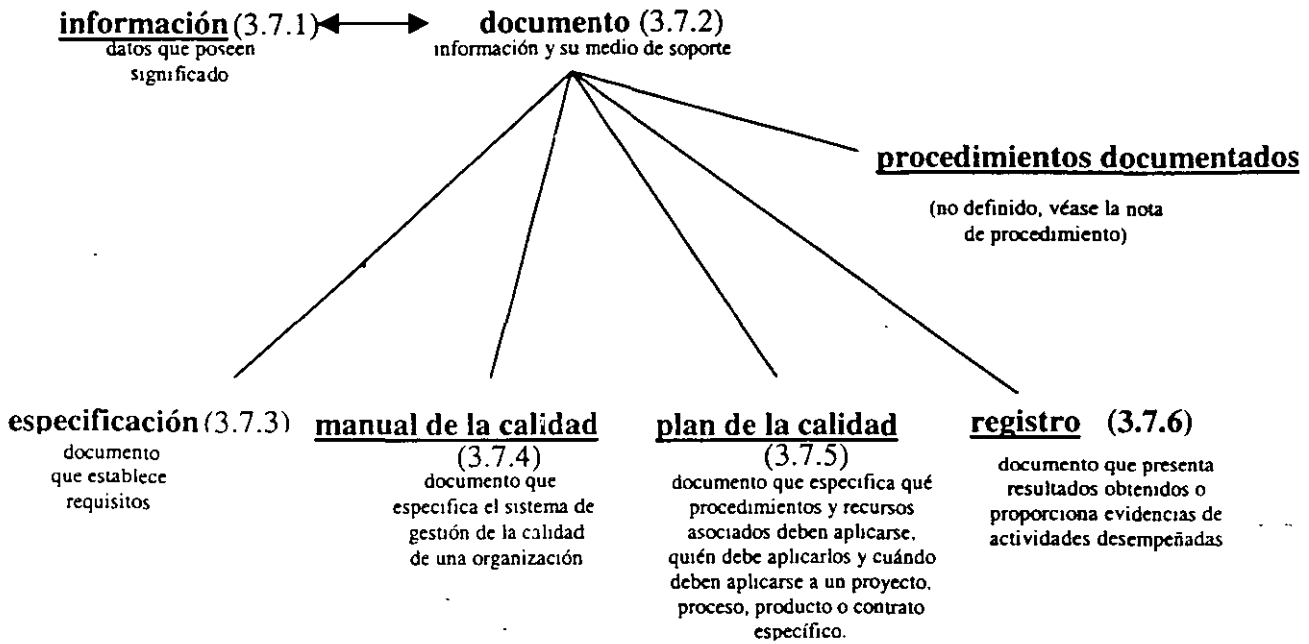 información (3.7.1)
datos que poseen
significado
documento (3.7.2)
información y su medio de soporte
procedimientos documentados
(no definido, véase la nota
de procedimiento)
especificación (3.7.3)
documento
que establece
requisitos
manual de la calidad
(3.7.4)
documento que
especifica el sistema de
gestión de la calidad
de una organización
plan de la calidad
(3.7.5)
documento que especifica qué
procedimientos y recursos
asociados deben aplicarse,
quién debe aplicarlos y cuándo
deben aplicarse a un proyecto,
proceso, producto o contrato
específico.
registro (3.7.6)
documento que presenta
resultados obtenidos o
proporciona evidencias de
actividades desempeñadas